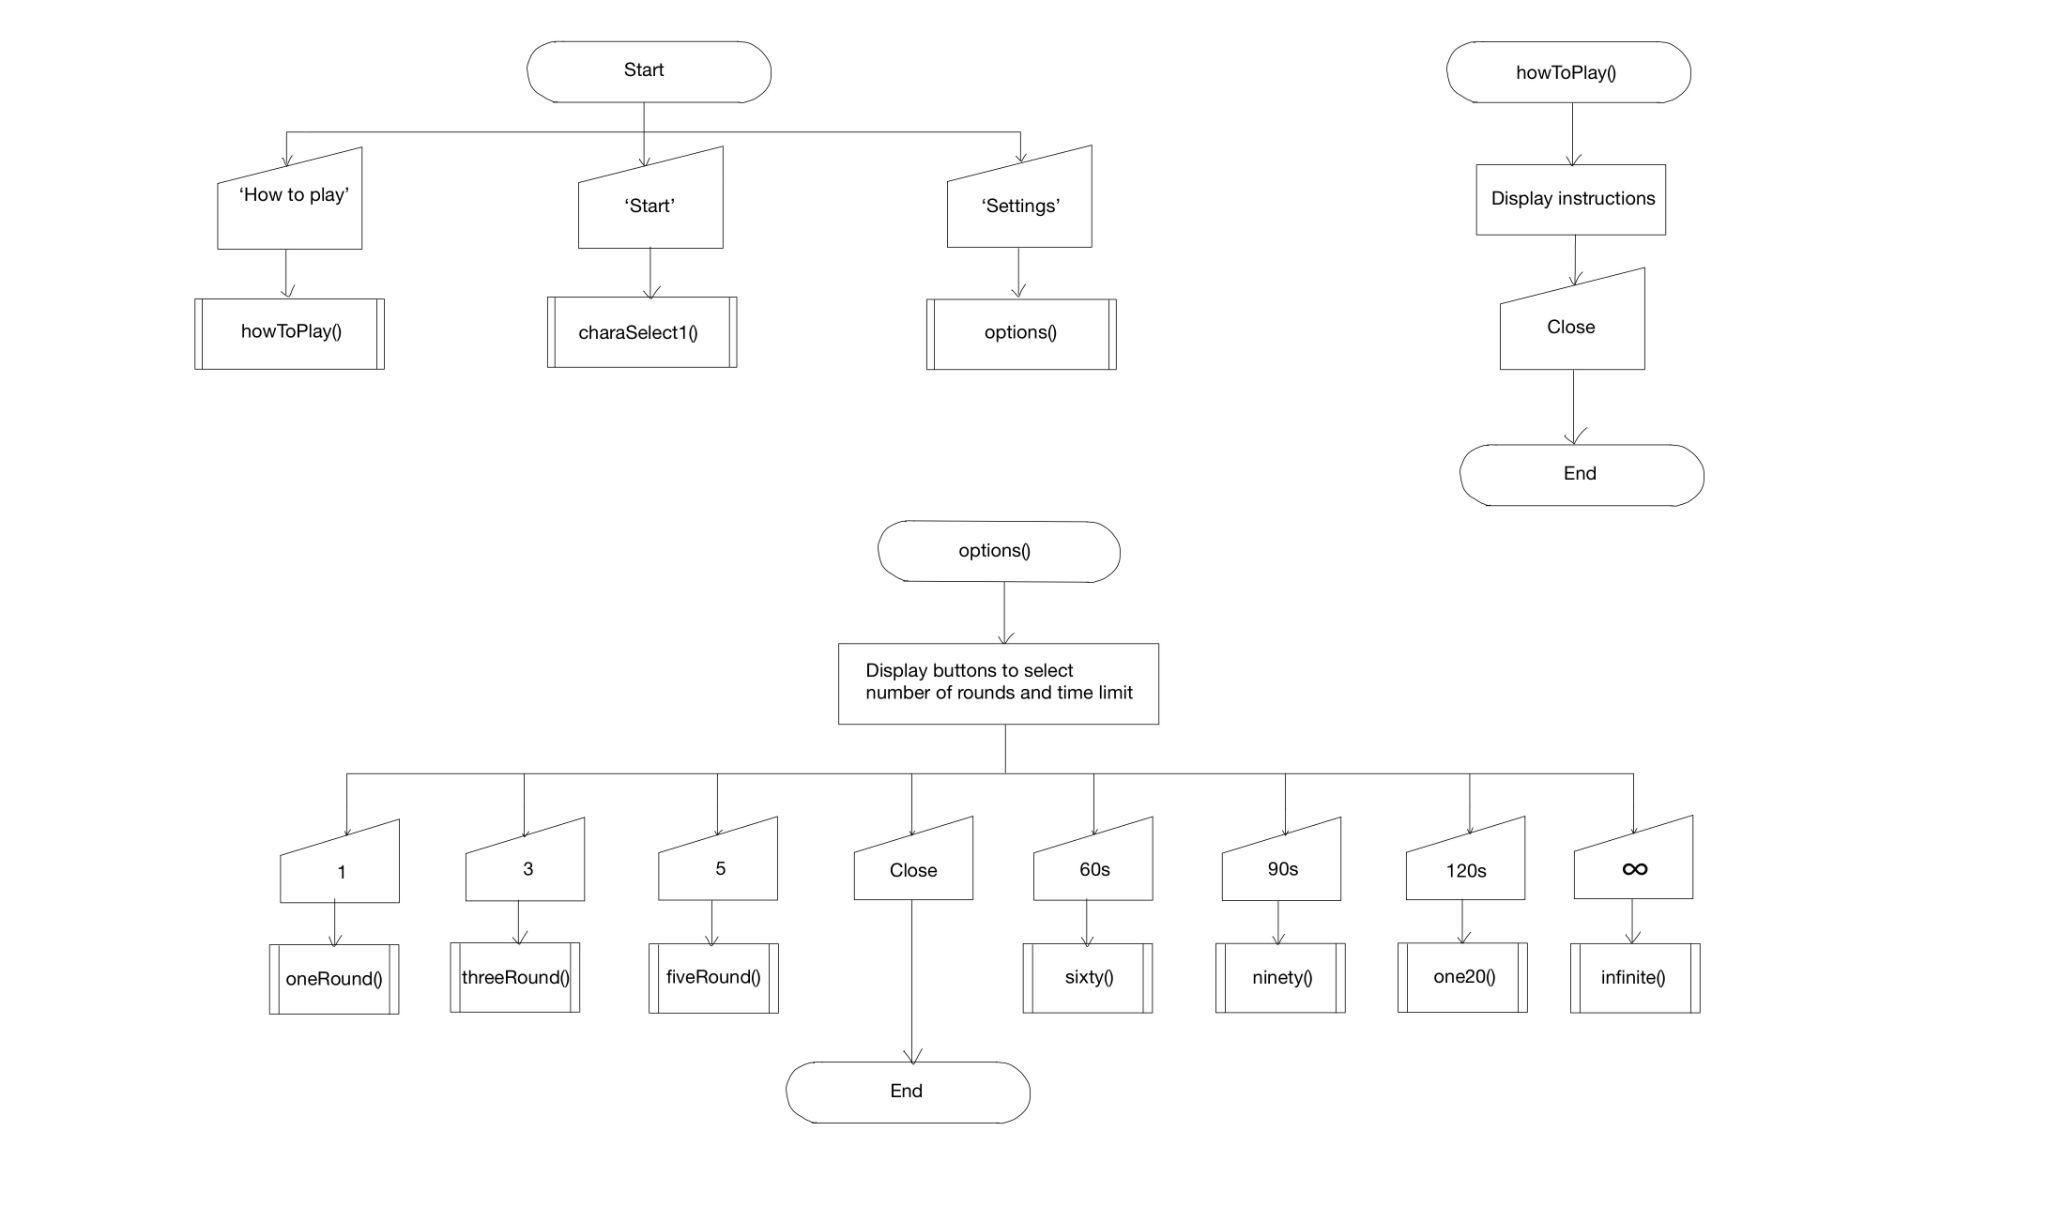 Start
‘How to play’
‘Start’
‘Settings’
howToPlay()
charaSelect1()
options()
howToPlay()
Display instructions
Close
End
options()
Display buttons to select
number of rounds and time limit
1
3
5
Close
60s
90s
120s
∞
oneRound()
threeRound()
fiveRound()
sixty()
ninety()
one20()
infinite()
End